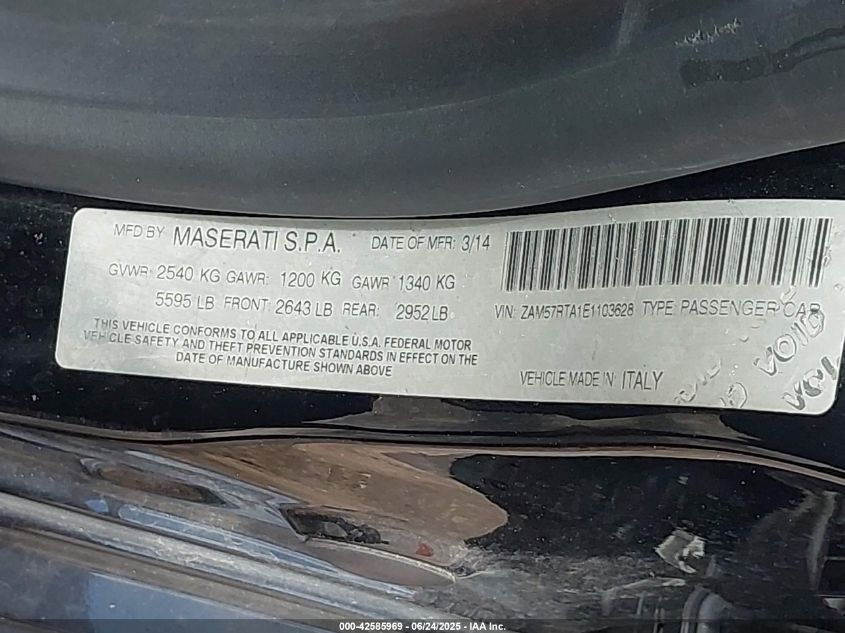 MFD BY MASERATI S.P.A. DATE OF MFR: 3/14
GVWR: 2540 KG GAWR: 1200 KG GAWR 1340 KG
5595 LB FRONT 2643 LB REAR: 2952 LB
THIS VEHICLE CONFORMS TO ALL APPLICABLE U.S.A. FEDERAL MOTOR
VEHICLE SAFETY AND THEFT PREVENTION STANDARDS IN EFFECT ON THE
DATE OF MANUFACTURE SHOWN ABOVE
VIN: ZAM57RTA1E1103628 TYPE: PASSENGER CAR
VEHICLE MADE IN ITALY
VOID
000-42585969 - 06/24/2025 - IAA Inc.